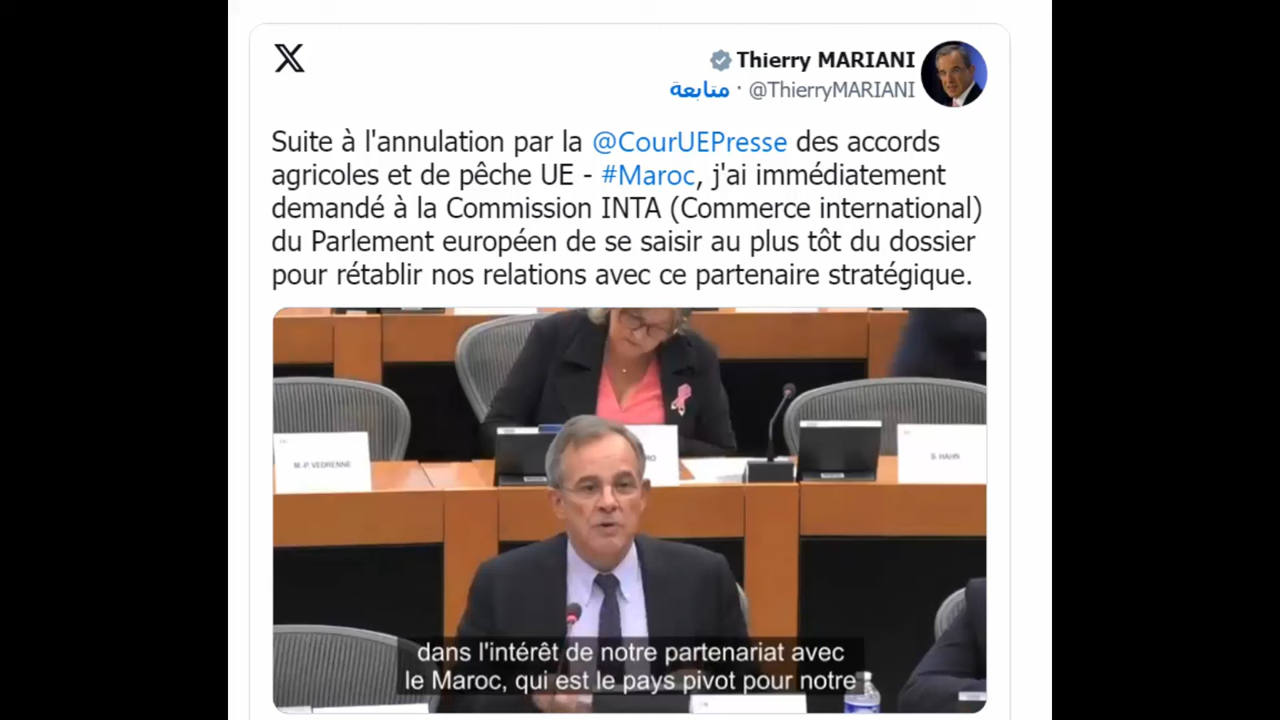 Thierry MARIANI
@ThierryMARIANI · متابعة
Suite à l'annulation par la @CourUEPresse des accords
agricoles et de pêche UE - #Maroc, j'ai immédiatement
demandé à la Commission INTA (Commerce international)
du Parlement européen de se saisir au plus tôt du dossier
pour rétablir nos relations avec ce partenaire stratégique.
M.-P. VEDRENNE
RO
S. HAHN
dans l'intérêt de notre partenariat avec
le Maroc, qui est le pays pivot pour notre